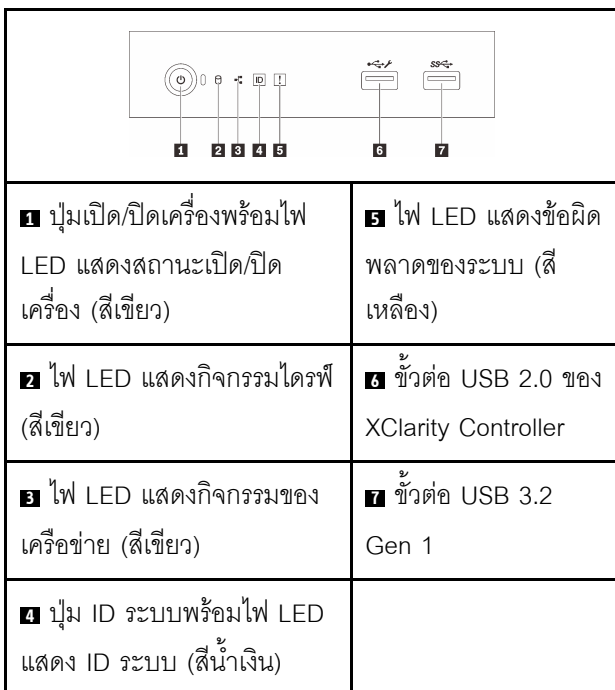 ID !
SS
1 2 3 4 5 6 7
1 ปุ่มเปิด/ปิดเครื่องพร้อมไฟ
LED แสดงสถานะเปิด/ปิด
เครื่อง (สีเขียว)
5 ไฟ LED แสดงข้อผิด
พลาดของระบบ (สี
เหลือง)
2 ไฟ LED แสดงกิจกรรมไดรฟ์
(สีเขียว)
6 ขั้วต่อ USB 2.0 ของ
XClarity Controller
3 ไฟ LED แสดงกิจกรรมของ
เครือข่าย (สีเขียว)
7 ขั้วต่อ USB 3.2
Gen 1
4 ปุ่ม ID ระบบพร้อมไฟ LED
แสดง ID ระบบ (สีน้ำเงิน)